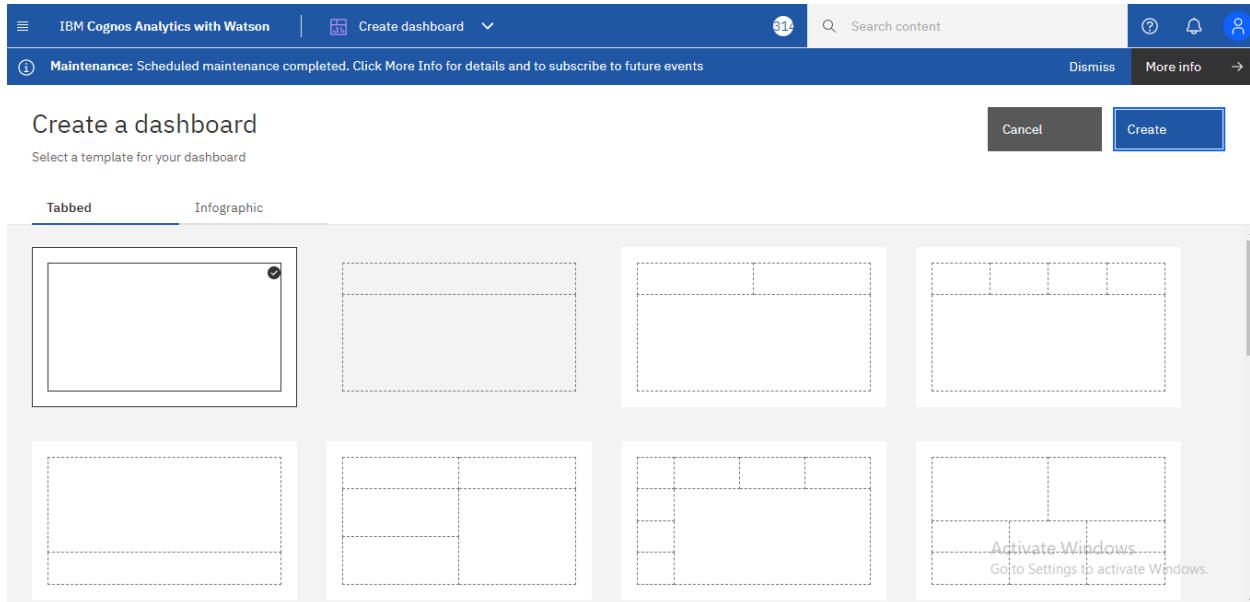 IBM Cognos Analytics with Watson
Create dashboard
314
Search content
Maintenance: Scheduled maintenance completed. Click More Info for details and to subscribe to future events
Dismiss
More info
Create a dashboard
Cancel
Create
Select a template for your dashboard
Tabbed
Infographic
Activate Windows
Go to Settings to activate Windows.